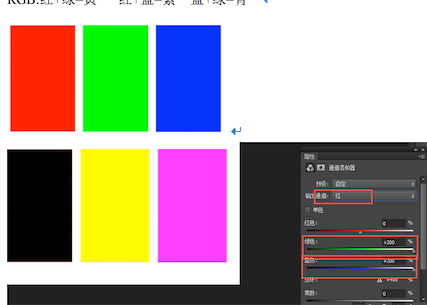 RGB:红+绿=黄 红+蓝=紫 蓝+绿=青
属性
通道混和器
预设: 自定
输出通道: 红
单色
红色: 0 %
绿色: +200 %
蓝色: +200 %
总计: +400 %
常数: 0 %